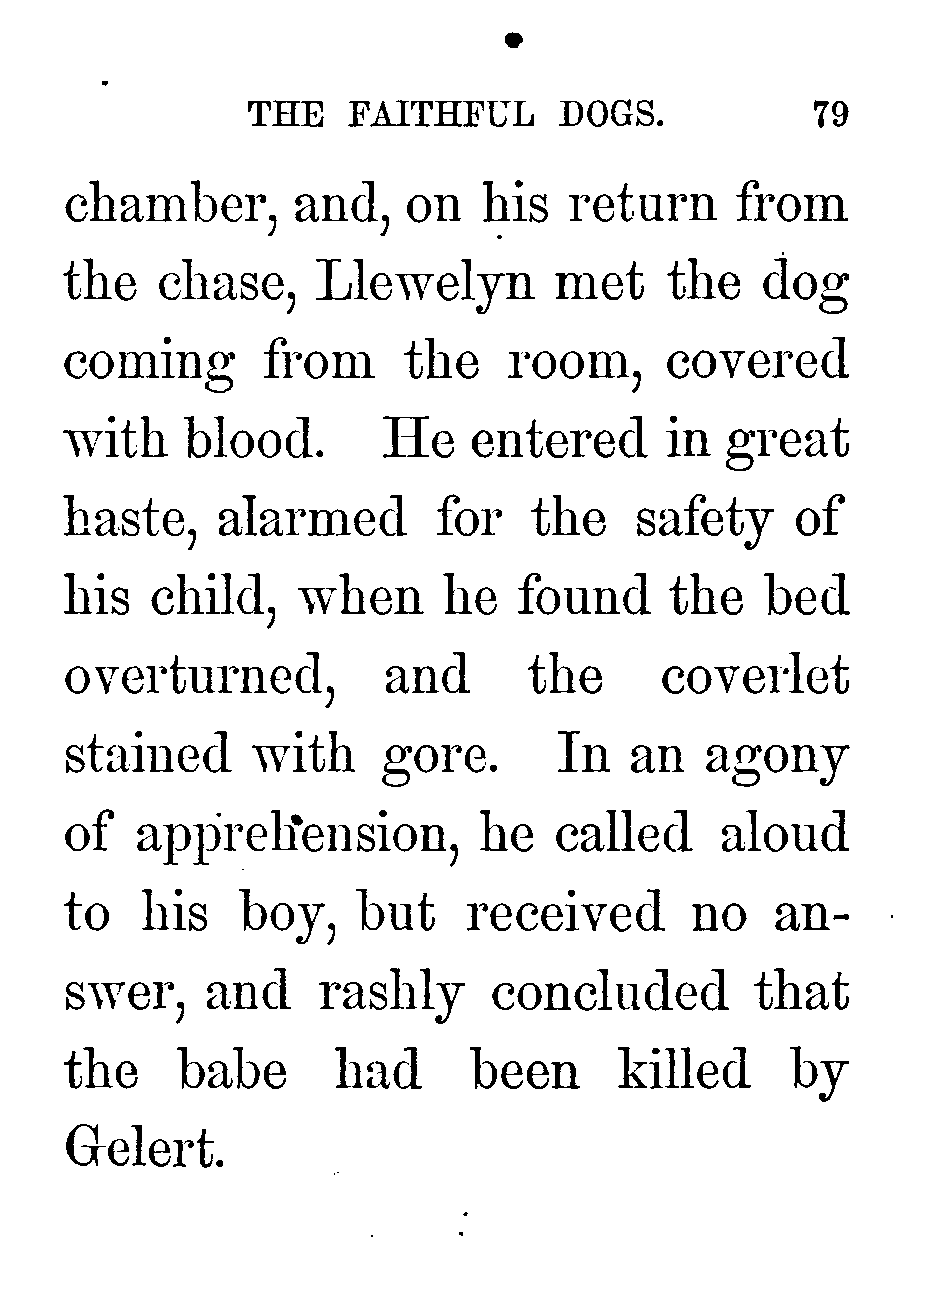 THE FAITHFUL DOGS. 79
chamber, and, on his return from
the chase, Llewelyn met the dog
coming from the room, covered
with blood. He entered in great
haste, alarmed for the safety of
his child, when he found the bed
overturned, and the coverlet
stained with gore. In an agony
of apprehension, he called aloud
to his boy, but received no an-
swer, and rashly concluded that
the babe had been killed by
Gelert.